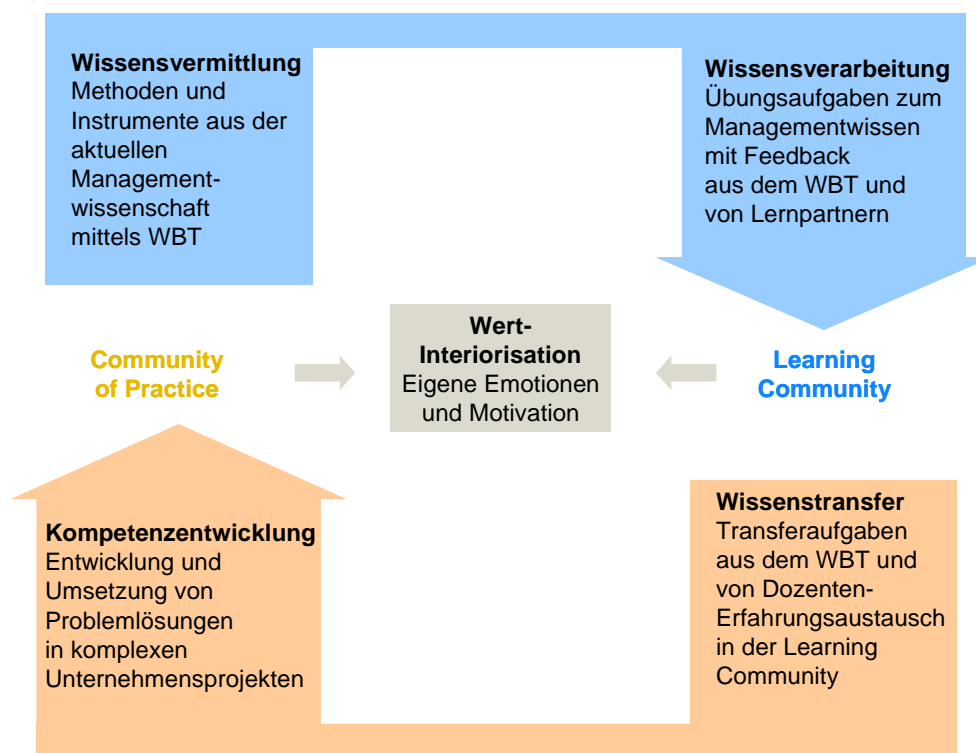 Wissensvermittlung
Methoden und
Instrumente aus der
aktuellen
Management-
wissenschaft
mittels WBT
Wissensverarbeitung
Übungsaufgaben zum
Managementwissen
mit Feedback
aus dem WBT und
von Lernpartnern
Community
of Practice
Wert-
Interiorisation
Eigene Emotionen
und Motivation
Learning
Community
Kompetenzentwicklung
Entwicklung und
Umsetzung von
Problemlösungen
in komplexen
Unternehmensprojekten
Wissenstransfer
Transferaufgaben
aus dem WBT und
von Dozenten-
Erfahrungsaustausch
in der Learning
Community